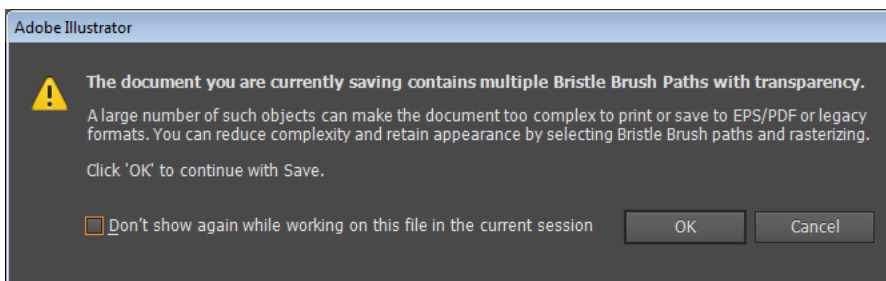 Adobe Illustrator
The document you are currently saving contains multiple Bristle Brush Paths with transparency.
A large number of such objects can make the document too complex to print or save to EPS/PDF or legacy
formats. You can reduce complexity and retain appearance by selecting Bristle Brush paths and rasterizing.
Click 'OK' to continue with Save.
Don't show again while working on this file in the current session
OK
Cancel